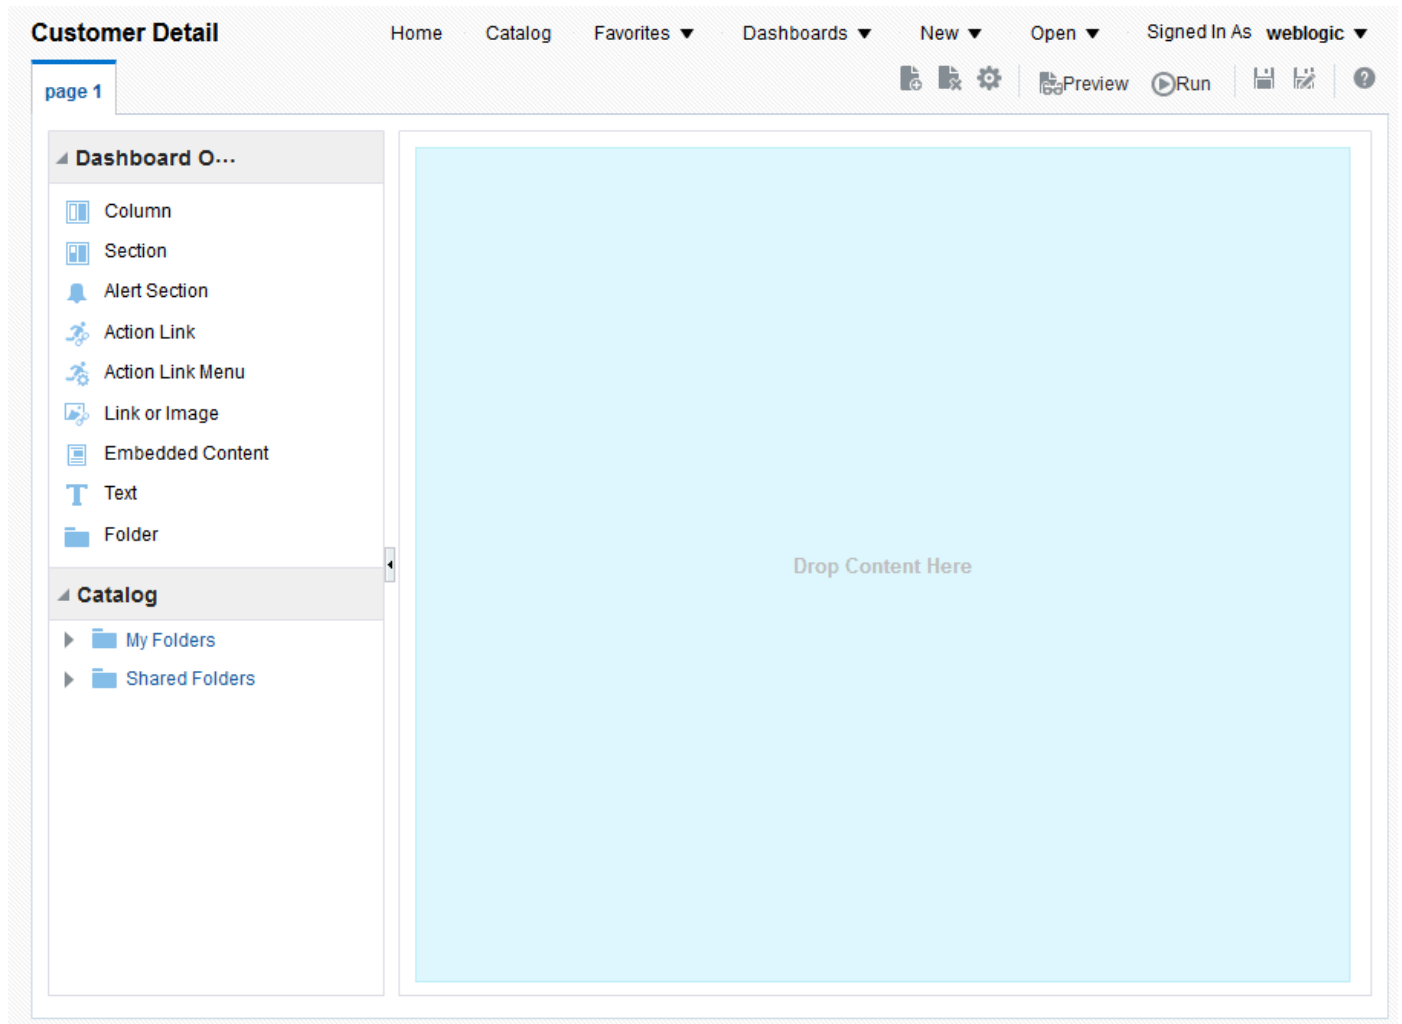 Customer Detail
Home Catalog Favorites Dashboards New Open Signed In As weblogic
page 1
Preview Run
Dashboard O...
Column
Section
Alert Section
Action Link
Action Link Menu
Link or Image
Embedded Content
Text
Folder
Drop Content Here
Catalog
My Folders
Shared Folders